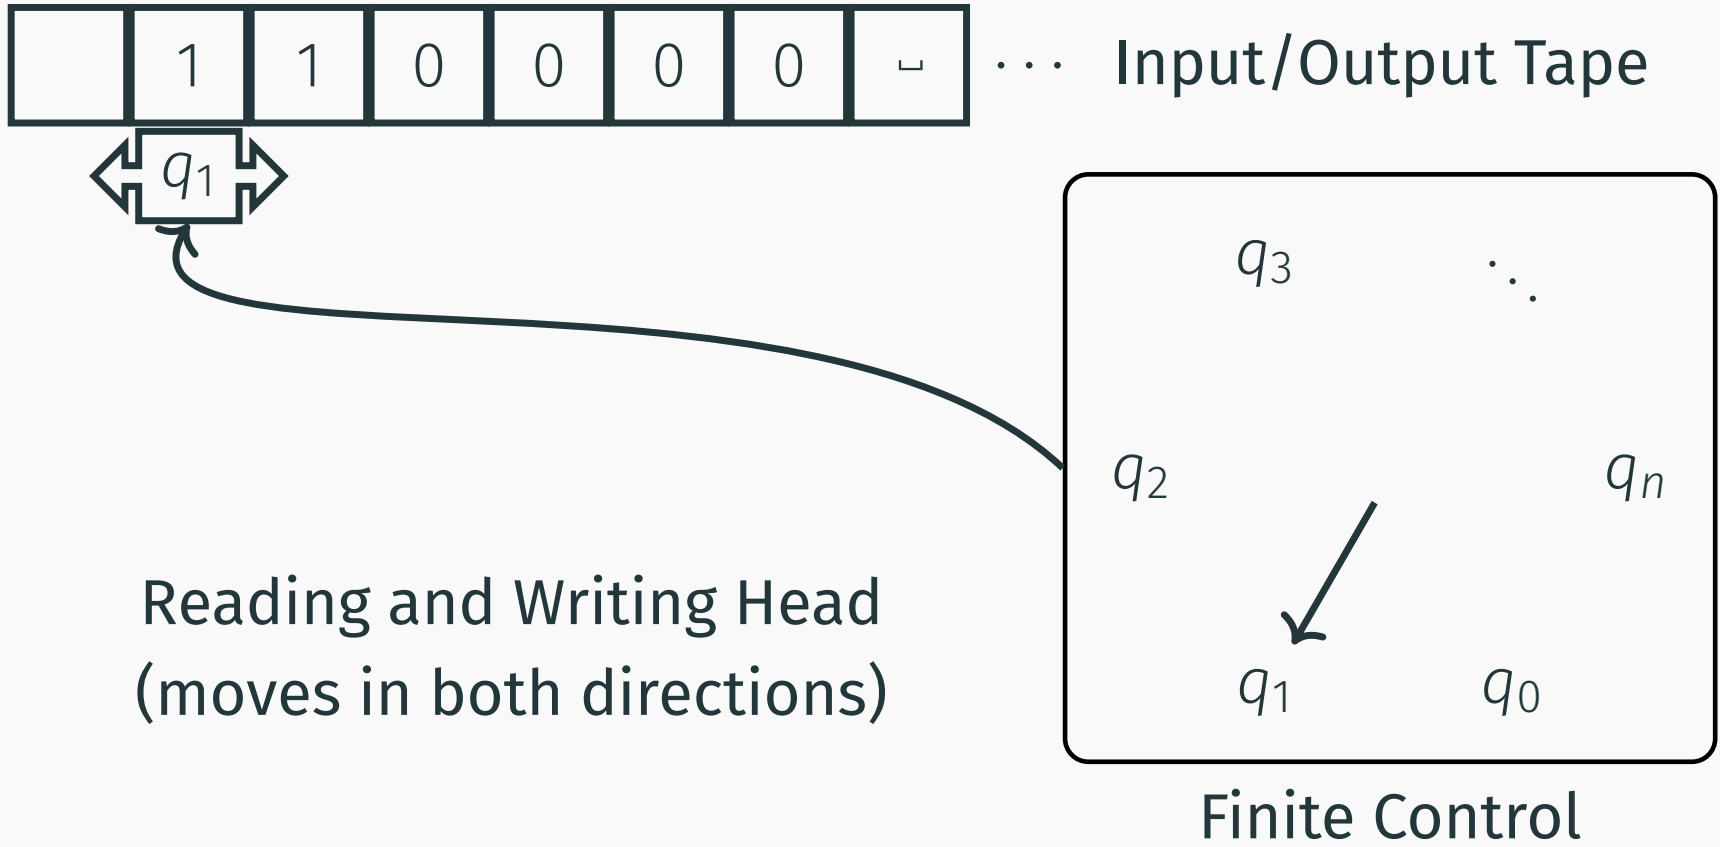 1 1 0 0 0 0 ␣ ··· Input/Output Tape
q₁
q₃ ⋱
q₂ qₙ
Reading and Writing Head
(moves in both directions)
q₁ q₀
Finite Control